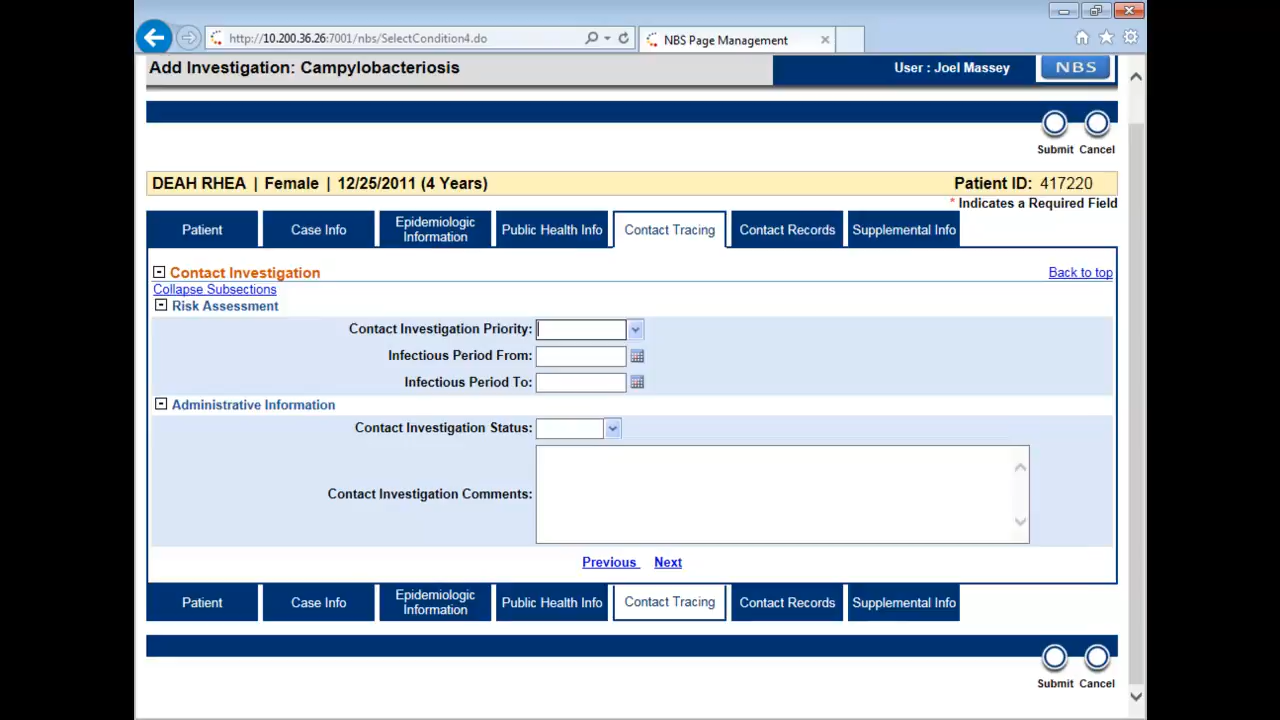 http://10.200.36.26:7001/nbs/SelectCondition4.do
NBS Page Management
Add Investigation: Campylobacteriosis
User : Joel Massey
NBS
Submit Cancel
DEAH RHEA | Female | 12/25/2011 (4 Years)
Patient ID: 417220
* Indicates a Required Field
Patient
Case Info
Epidemiologic
Information
Public Health Info
Contact Tracing
Contact Records
Supplemental Info
Contact Investigation
Back to top
Collapse Subsections
Risk Assessment
Contact Investigation Priority:
Infectious Period From:
Infectious Period To:
Administrative Information
Contact Investigation Status:
Contact Investigation Comments:
Previous Next
Patient
Case Info
Epidemiologic
Information
Public Health Info
Contact Tracing
Contact Records
Supplemental Info
Submit Cancel